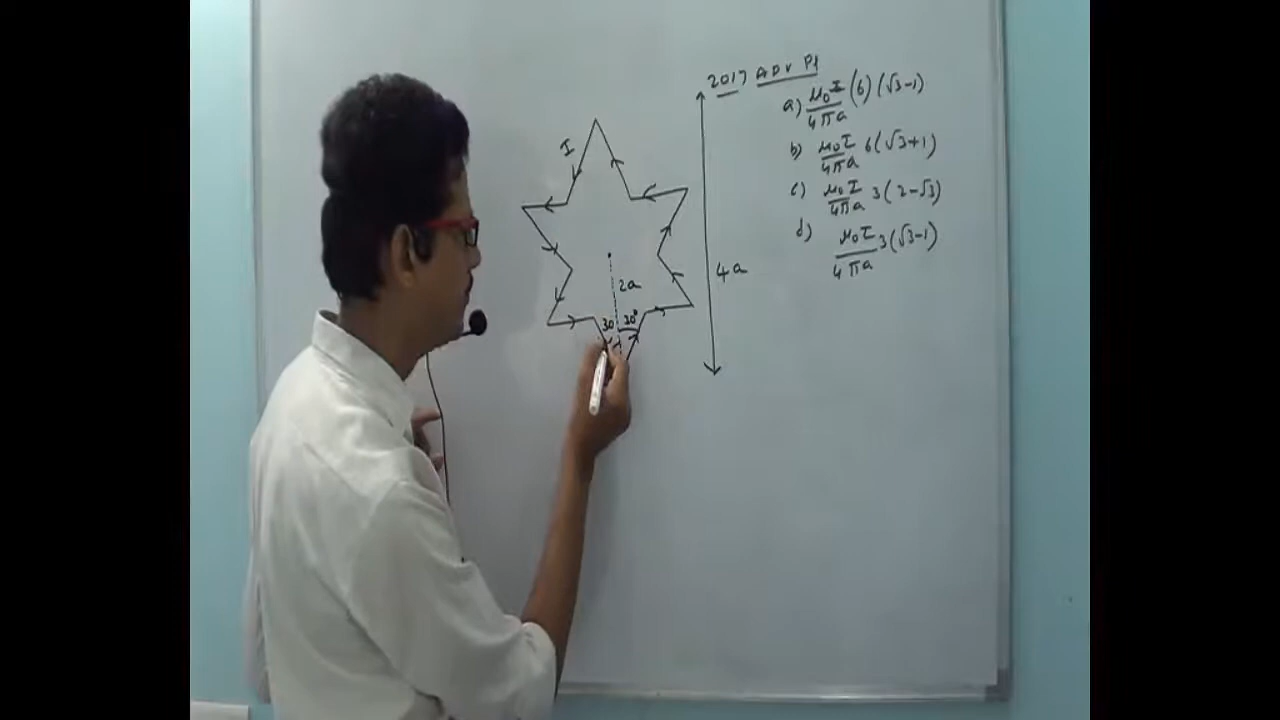 2017 ADV P1
a) μ₀I/4πa (6) (√3-1)
b) μ₀I/4πa 6(√3+1)
c) μ₀I/4πa 3(2-√3)
d) μ₀I/4πa 3(√3-1)
I
4a
2a
30 30°